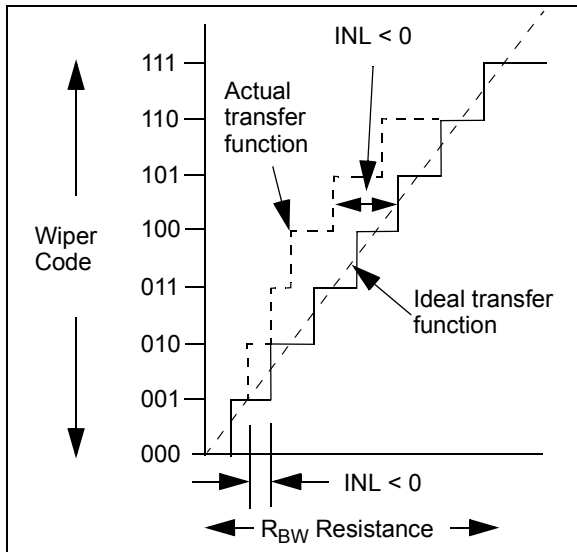 INL < 0
111
110
101
100
011
010
001
000
Actual
transfer
function
Wiper
Code
Ideal transfer
function
INL < 0
RBW Resistance